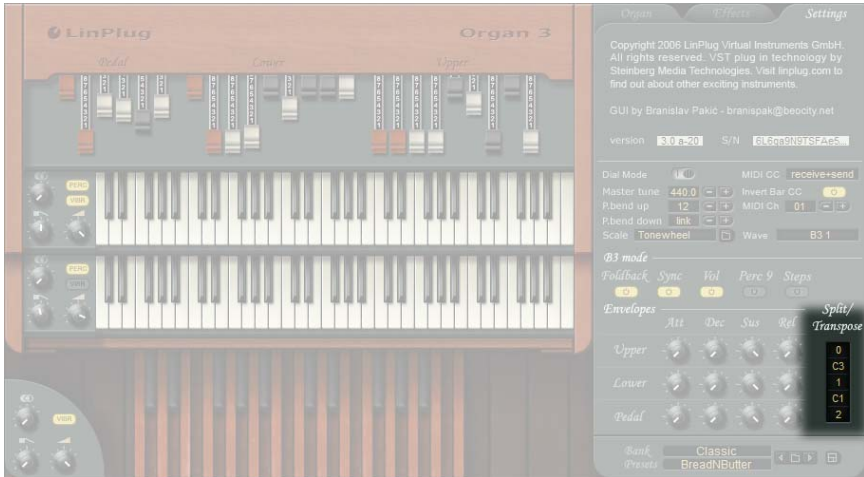 LinPlug
Organ 3
Pedal
Lower
Upper
PERC
VIBR
PERC
VIBR
VIBR
Organ
Effects
Settings
Copyright 2006 LinPlug Virtual Instruments GmbH.
All rights reserved. VST plug in technology by
Steinberg Media Technologies. Visit linplug.com to
find out about other exciting instruments.
GUI by Branislav Pakić - branispak@beocity.net
version 3.0 a-20 S/N 6L6qa9N9TSFAe5...
Dial Mode MIDI CC receive+send
Master tune 440.0 - + Invert Bar CC
P.bend up 12 - + MIDI Ch 01 - +
P.bend down link - +
Scale Tonewheel Wave B3 1
B3 mode
Foldback Sync Vol Perc 9 Steps
Envelopes
Att Dec Sus Rel
Split/
Transpose
Upper
Lower
Pedal
0
C3
1
C1
2
Bank Classic
Presets BreadNButter